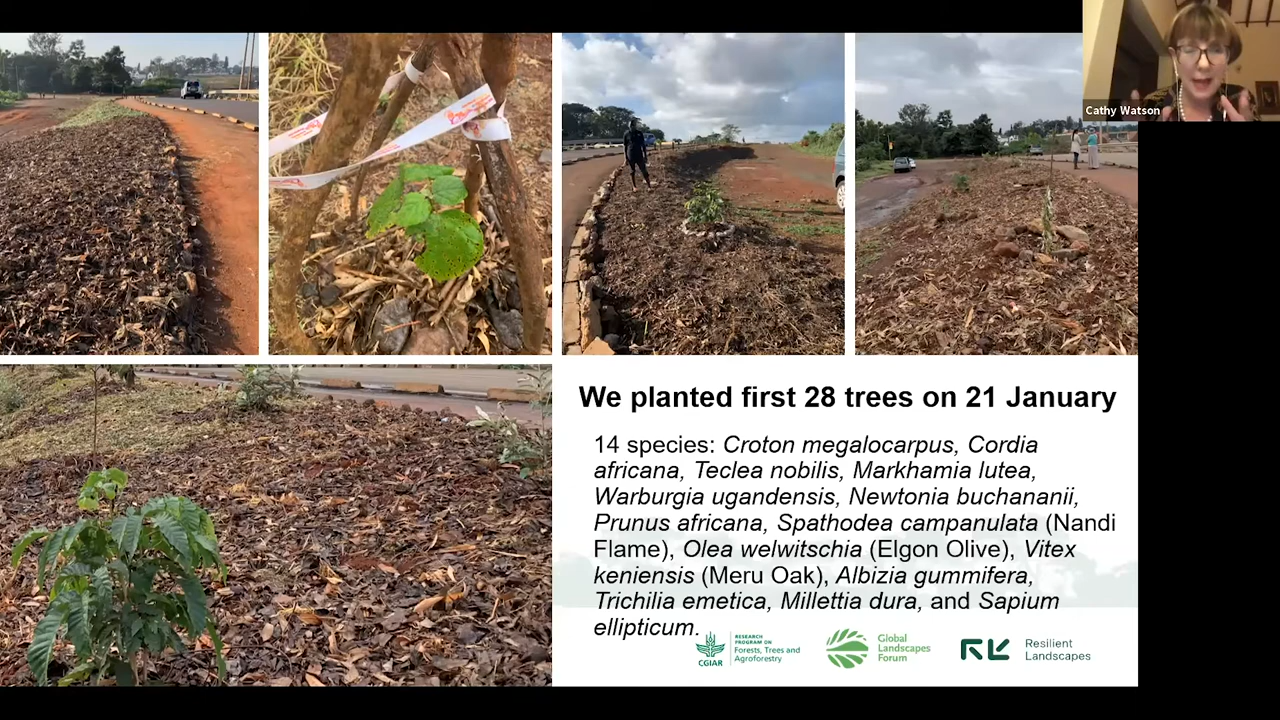 Cathy Watson
We planted first 28 trees on 21 January
14 species: Croton megalocarpus, Cordia
africana, Teclea nobilis, Markhamia lutea,
Warburgia ugandensis, Newtonia buchananii,
Prunus africana, Spathodea campanulata (Nandi
Flame), Olea welwitschia (Elgon Olive), Vitex
keniensis (Meru Oak), Albizia gummifera,
Trichilia emetica, Millettia dura, and Sapium
ellipticum.
CGIAR
RESEARCH
PROGRAM ON
Forests, Trees and
Agroforestry
Global
Landscapes
Forum
Resilient
Landscapes